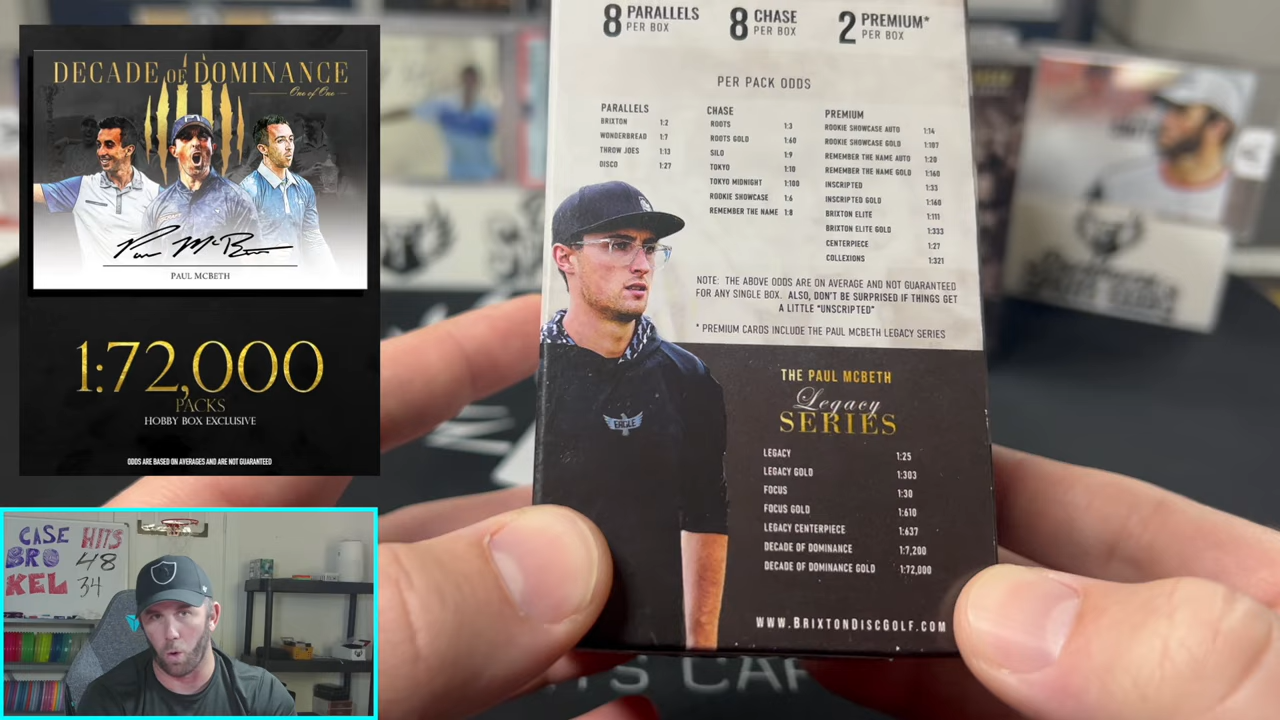 DECADE OF DOMINANCE
One of One
Paul McBeth
PAUL MCBETH
1:72,000
PACKS
HOBBY BOX EXCLUSIVE
ODDS ARE BASED ON AVERAGES AND ARE NOT GUARANTEED
CASE HITS
BRO 48
KEL 34
8 PARALLELS PER BOX
8 CHASE PER BOX
2 PREMIUM* PER BOX
PER PACK ODDS
PARALLELS
BRIXTON 1:2
WONDERBREAD 1:7
THROW JOES 1:13
DISCO 1:27
CHASE
ROOTS 1:3
ROOTS GOLD 1:60
SILO 1:9
TOKYO 1:10
TOKYO MIDNIGHT 1:100
ROOKIE SHOWCASE 1:6
REMEMBER THE NAME 1:8
PREMIUM
ROOKIE SHOWCASE AUTO 1:14
ROOKIE SHOWCASE GOLD 1:107
REMEMBER THE NAME AUTO 1:20
REMEMBER THE NAME GOLD 1:160
INSCRIPTED 1:33
INSCRIPTED GOLD 1:160
BRIXTON ELITE 1:111
BRIXTON ELITE GOLD 1:333
CENTERPIECE 1:27
COLLEXIONS 1:321
NOTE: THE ABOVE ODDS ARE ON AVERAGE AND NOT GUARANTEED
FOR ANY SINGLE BOX. ALSO, DON'T BE SURPRISED IF THINGS GET
A LITTLE "UNSCRIPTED"
* PREMIUM CARDS INCLUDE THE PAUL MCBETH LEGACY SERIES
EAGLE
THE PAUL MCBETH
Legacy
SERIES
LEGACY 1:25
LEGACY GOLD 1:303
FOCUS 1:30
FOCUS GOLD 1:610
LEGACY CENTERPIECE 1:637
DECADE OF DOMINANCE 1:7,200
DECADE OF DOMINANCE GOLD 1:72,000
WWW.BRIXTONDISCGOLF.COM